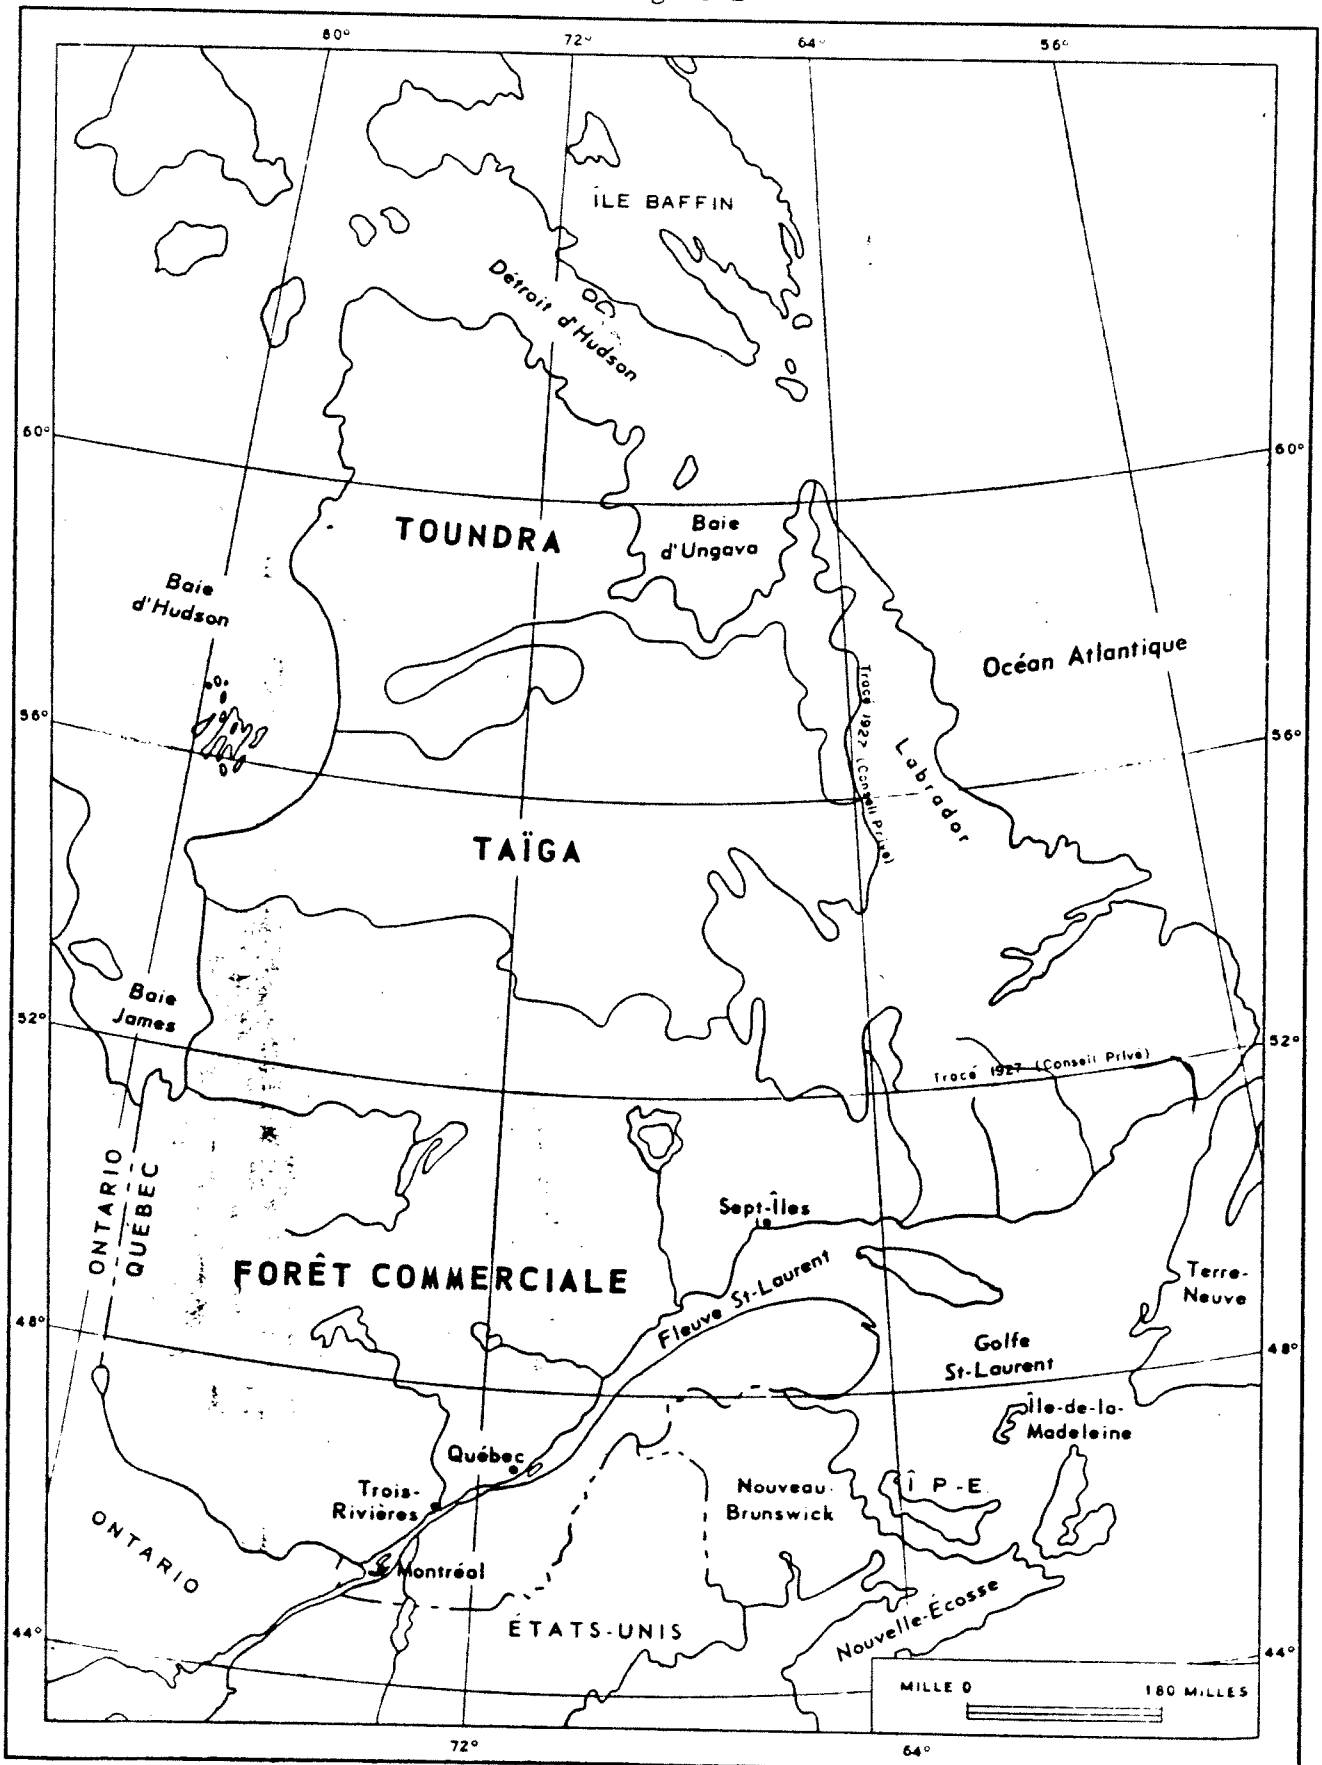 80°
72°
64°
56°
ÎLE BAFFIN
Détroit d'Hudson
60°
60°
TOUNDRA
Baie
d'Ungava
Baie
d'Hudson
Océan Atlantique
Tracé 1927 (Conseil Privé)
Labrador
56°
56°
TAÏGA
Baie
James
52°
52°
Tracé 1927 (Conseil Privé)
ONTARIO
QUÉBEC
Sept-Îles
FORÊT COMMERCIALE
Fleuve St-Laurent
Terre-
Neuve
48°
48°
Golfe
St-Laurent
Île-de-la-
Madeleine
Québec
Trois-
Rivières
Nouveau-
Brunswick
Î P-E.
ONTARIO
Montréal
ÉTATS-UNIS
Nouvelle-Écosse
44°
44°
MILLE 0
180 MILLES
72°
64°